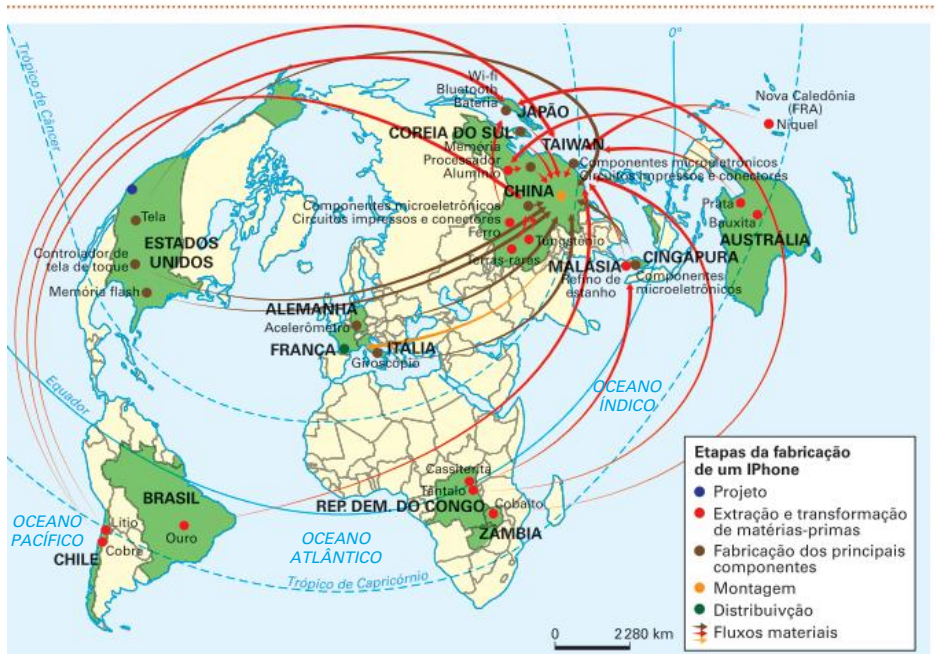 Trópico de Câncer
0°
Wi-fi
Bluetooth
Bateria
JAPÃO
Nova Caledônia
(FRA)
Níquel
COREIA DO SUL
TAIWAN
Memória
Processador
Alumínio
Componentes microeletrônicos
Circuitos impressos e conectores
CHINA
Componentes microeletrônicos
Circuitos impressos e conectores
Ferro
Tungstênio
Terras-raras
Prata
Bauxita
AUSTRÁLIA
Tela
ESTADOS
UNIDOS
Controlador de
tela de toque
Memória flash
MALÁSIA
Refino de
estanho
CINGAPURA
Componentes
microeletrônicos
ALEMANHA
Acelerômetro
FRANÇA
ITÁLIA
Giroscópio
Equador
OCEANO
ÍNDICO
BRASIL
Ouro
OCEANO
PACÍFICO
Lítio
Cobre
CHILE
OCEANO
ATLÂNTICO
Trópico de Capricórnio
Cassiterita
Tântalo
REP. DEM. DO CONGO
Cobalto
ZÂMBIA
Etapas da fabricação
de um IPhone
Projeto
Extração e transformação
de matérias-primas
Fabricação dos principais
componentes
Montagem
Distribuivção
Fluxos materiais
0 2 280 km